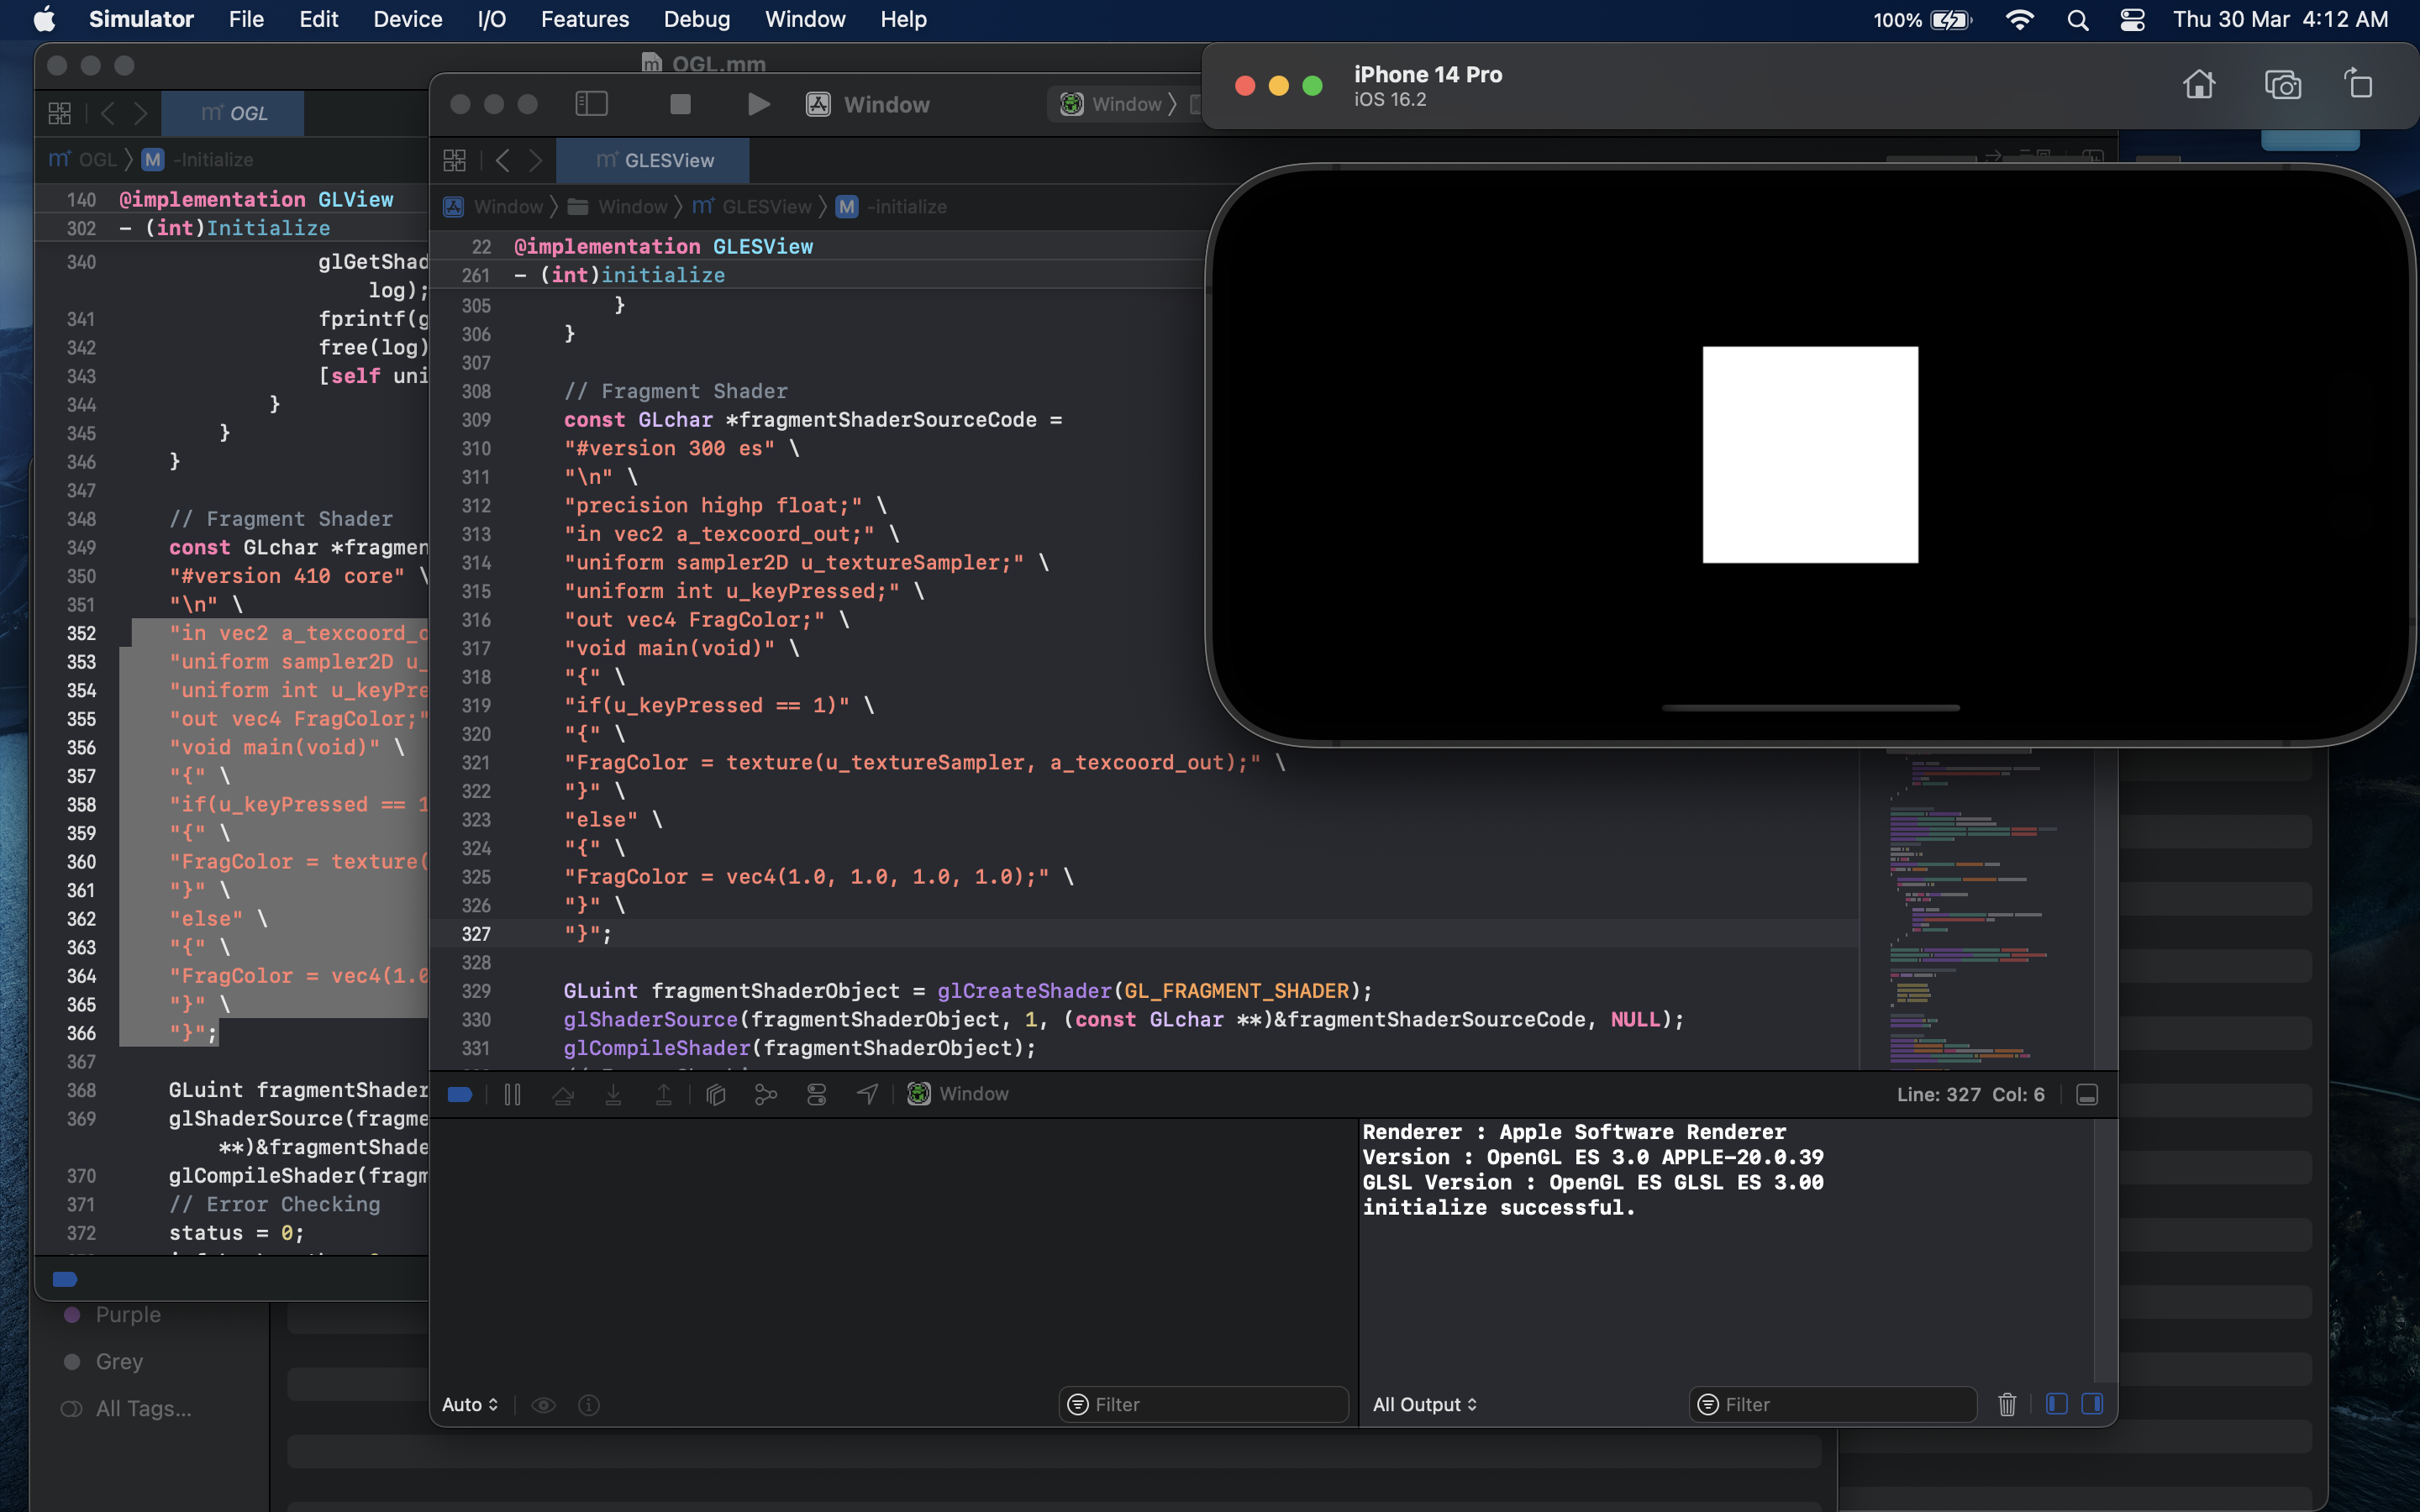 Simulator File Edit Device I/O Features Debug Window Help
100% Thu 30 Mar 4:12 AM
OGL.mm
OGL
OGL -Initialize
140 @implementation GLView
302 - (int)Initialize
340 glGetShad
log);
341 fprintf(g
342 free(log)
343 [self uni
344 }
345 }
346 }
347
348 // Fragment Shader
349 const GLchar *fragmen
350 "#version 410 core" \
351 "\n" \
352 "in vec2 a_texcoord_o
353 "uniform sampler2D u_
354 "uniform int u_keyPre
355 "out vec4 FragColor;"
356 "void main(void)" \
357 "{" \
358 "if(u_keyPressed == 1
359 "{" \
360 "FragColor = texture(
361 "}" \
362 "else" \
363 "{" \
364 "FragColor = vec4(1.0
365 "}" \
366 "}";
367
368 GLuint fragmentShader
369 glShaderSource(fragme
**)&fragmentShade
370 glCompileShader(fragm
371 // Error Checking
372 status = 0;
Purple
Grey
All Tags...
Window Window
GLESView
Window Window GLESView M -initialize
22 @implementation GLESView
261 - (int)initialize
305 }
306 }
307
308 // Fragment Shader
309 const GLchar *fragmentShaderSourceCode =
310 "#version 300 es" \
311 "\n" \
312 "precision highp float;" \
313 "in vec2 a_texcoord_out;" \
314 "uniform sampler2D u_textureSampler;" \
315 "uniform int u_keyPressed;" \
316 "out vec4 FragColor;" \
317 "void main(void)" \
318 "{" \
319 "if(u_keyPressed == 1)" \
320 "{" \
321 "FragColor = texture(u_textureSampler, a_texcoord_out);" \
322 "}" \
323 "else" \
324 "{" \
325 "FragColor = vec4(1.0, 1.0, 1.0, 1.0);" \
326 "}" \
327 "}";
328
329 GLuint fragmentShaderObject = glCreateShader(GL_FRAGMENT_SHADER);
330 glShaderSource(fragmentShaderObject, 1, (const GLchar **)&fragmentShaderSourceCode, NULL);
331 glCompileShader(fragmentShaderObject);
Window
Line: 327 Col: 6
Renderer : Apple Software Renderer
Version : OpenGL ES 3.0 APPLE-20.0.39
GLSL Version : OpenGL ES GLSL ES 3.00
initialize successful.
Auto
Filter
All Output
Filter
iPhone 14 Pro
iOS 16.2